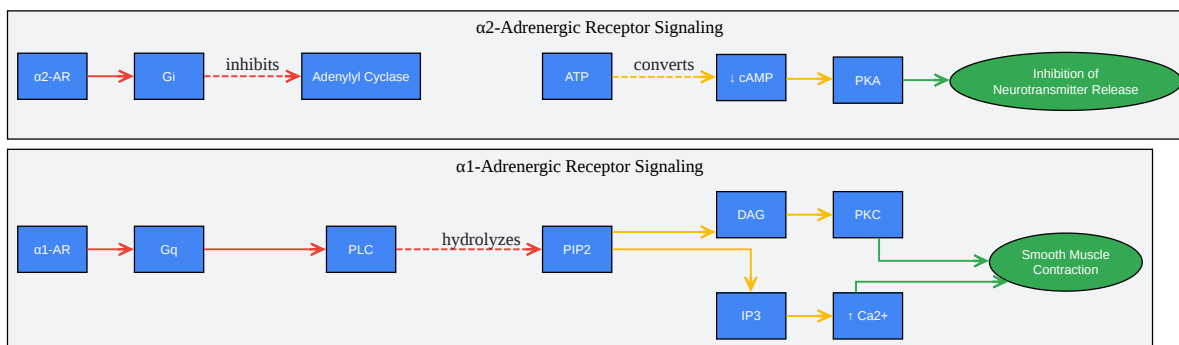 α2-Adrenergic Receptor Signaling
α2-AR
Gi
inhibits
Adenylyl Cyclase
ATP
converts
↓ cAMP
PKA
Inhibition of
Neurotransmitter Release
α1-Adrenergic Receptor Signaling
α1-AR
Gq
PLC
hydrolyzes
PIP2
DAG
PKC
IP3
↑ Ca2+
Smooth Muscle
Contraction